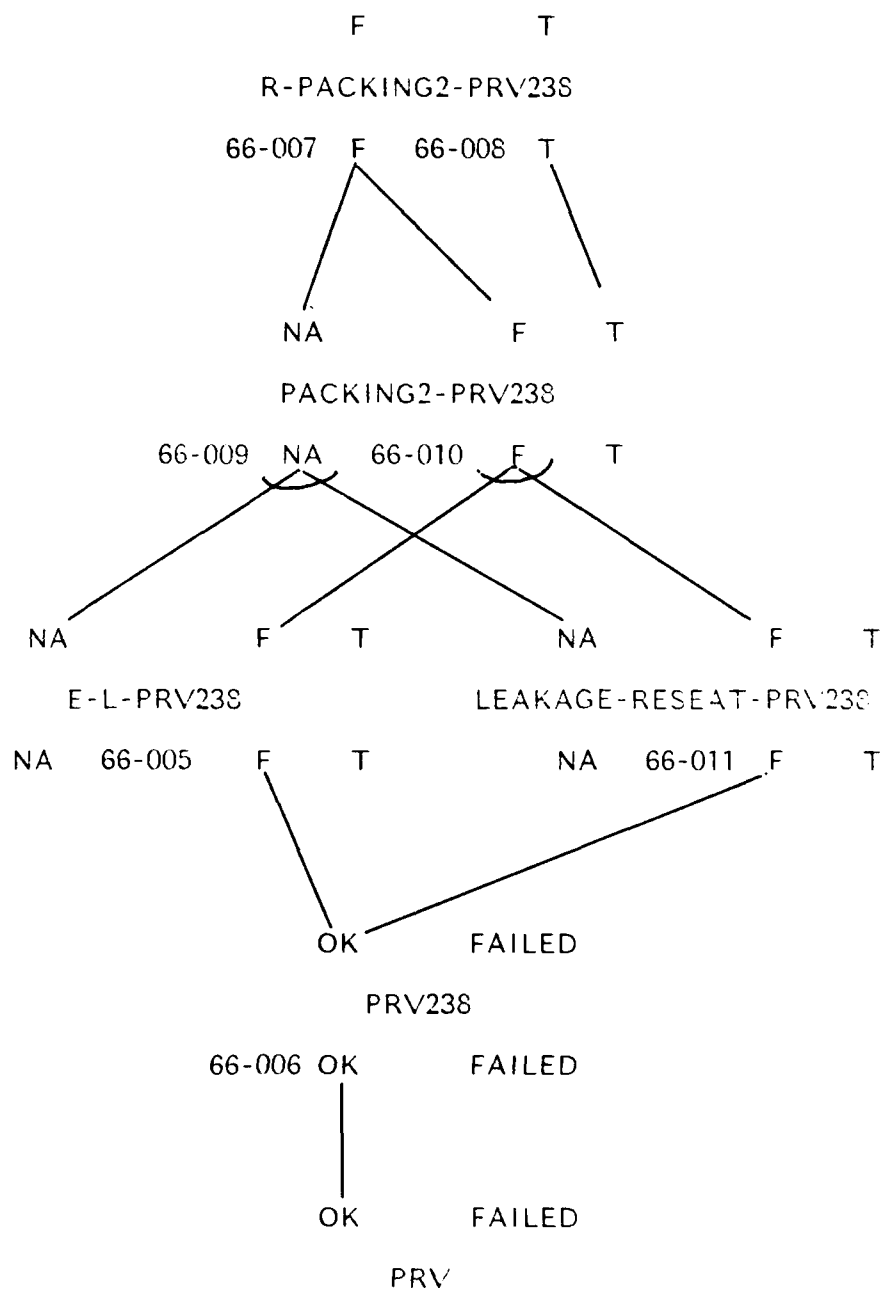 F T
R-PACKING2-PRV238
66-007 F 66-008 T
NA F T
PACKING2-PRV238
66-009 NA 66-010 F T
NA F T NA F T
E-L-PRV238 LEAKAGE-RESEAT-PRV238
NA 66-005 F T NA 66-011 F T
OK FAILED
PRV238
66-006 OK FAILED
OK FAILED
PRV